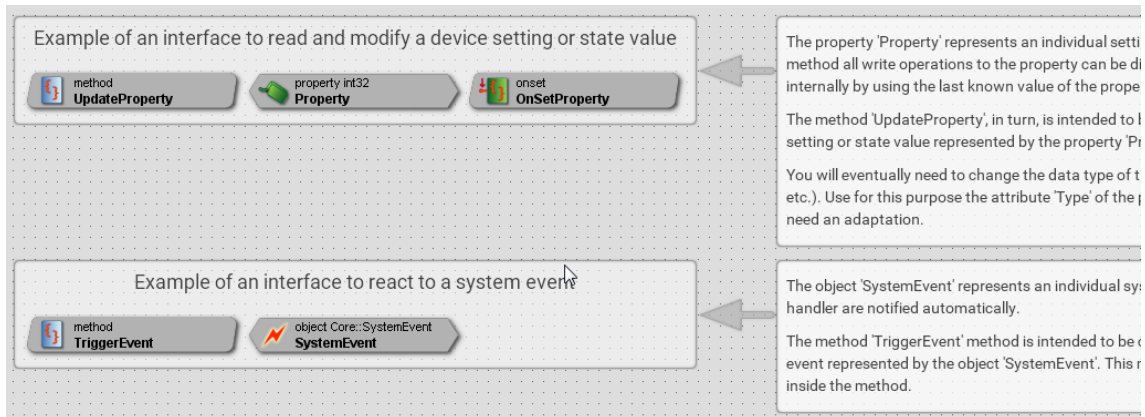 Example of an interface to read and modify a device setting or state value
method
UpdateProperty
property int32
Property
onset
OnSetProperty
The property 'Property' represents an individual setti
method all write operations to the property can be di
internally by using the last known value of the prope
The method 'UpdateProperty', in turn, is intended to b
setting or state value represented by the property 'Pr
You will eventually need to change the data type of t
etc.). Use for this purpose the attribute 'Type' of the p
need an adaptation.
Example of an interface to react to a system event
method
TriggerEvent
object Core::SystemEvent
SystemEvent
The object 'SystemEvent' represents an individual sys
handler are notified automatically.
The method 'TriggerEvent' method is intended to be c
event represented by the object 'SystemEvent'. This r
inside the method.